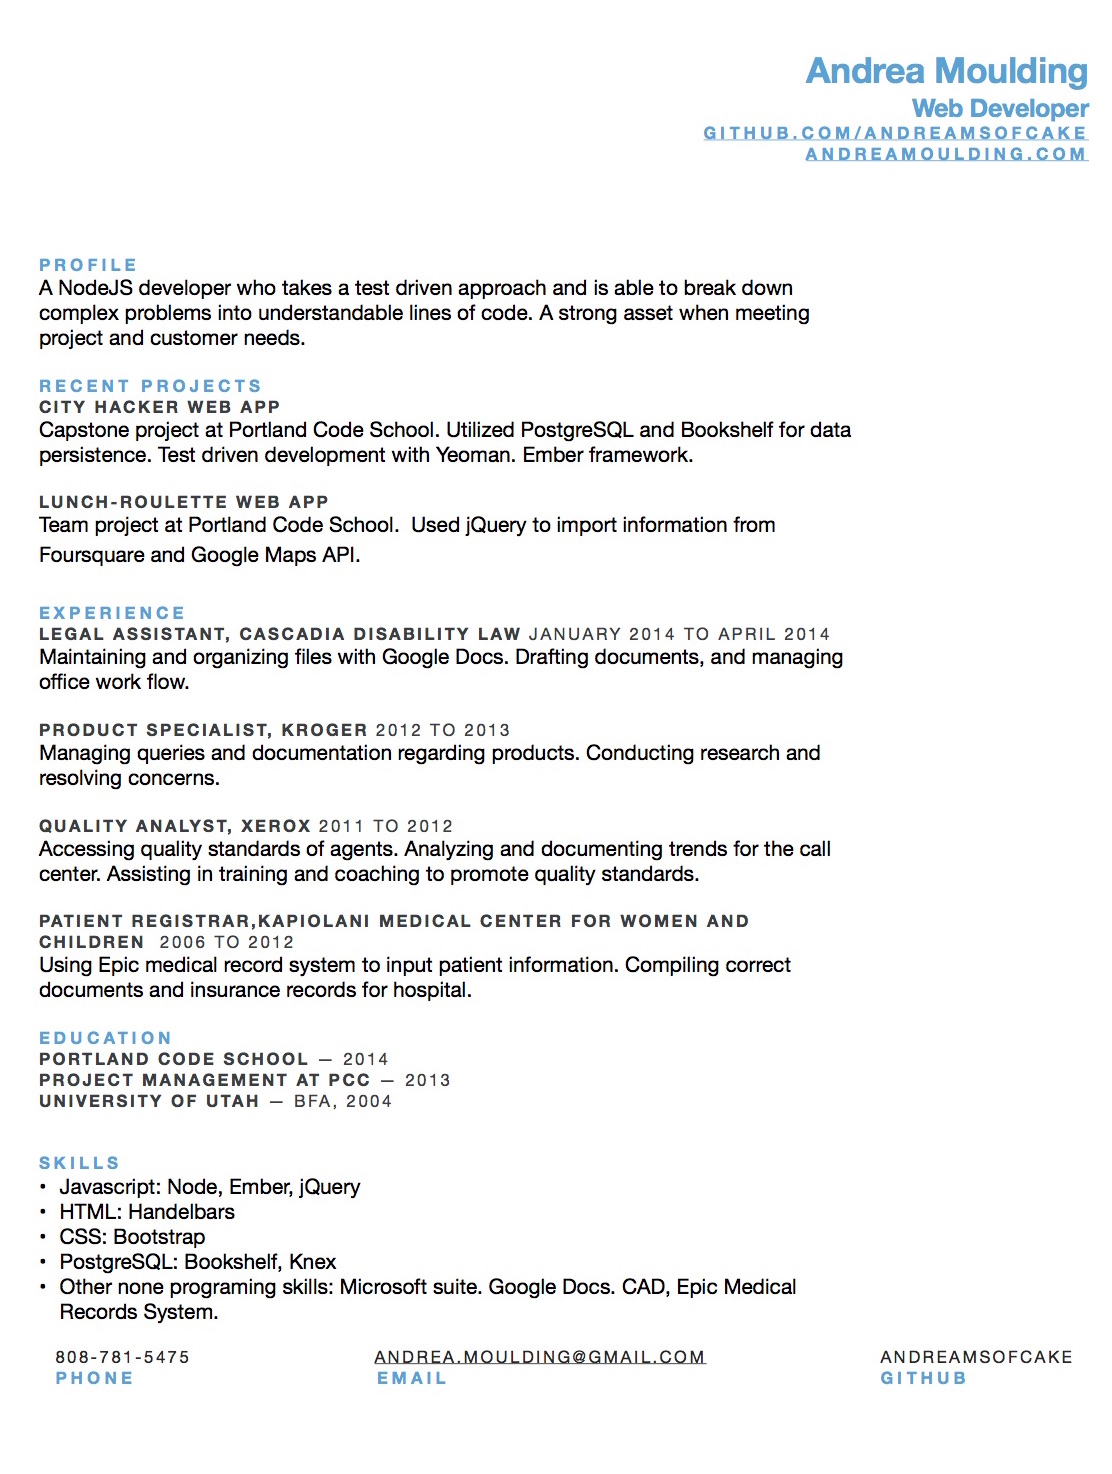 Andrea Moulding
Web Developer
GITHUB.COM/ANDREAMSOFCAKE
ANDREAMOULDING.COM
PROFILE
A NodeJS developer who takes a test driven approach and is able to break down
complex problems into understandable lines of code. A strong asset when meeting
project and customer needs.
RECENT PROJECTS
CITY HACKER WEB APP
Capstone project at Portland Code School. Utilized PostgreSQL and Bookshelf for data
persistence. Test driven development with Yeoman. Ember framework.
LUNCH-ROULETTE WEB APP
Team project at Portland Code School.  Used jQuery to import information from
Foursquare and Google Maps API.
EXPERIENCE
LEGAL ASSISTANT, CASCADIA DISABILITY LAW JANUARY 2014 TO APRIL 2014
Maintaining and organizing files with Google Docs. Drafting documents, and managing
office work flow.
PRODUCT SPECIALIST, KROGER 2012 TO 2013
Managing queries and documentation regarding products. Conducting research and
resolving concerns.
QUALITY ANALYST, XEROX 2011 TO 2012
Accessing quality standards of agents. Analyzing and documenting trends for the call
center. Assisting in training and coaching to promote quality standards.
PATIENT REGISTRAR,KAPIOLANI MEDICAL CENTER FOR WOMEN AND
CHILDREN  2006 TO 2012
Using Epic medical record system to input patient information. Compiling correct
documents and insurance records for hospital.
EDUCATION
PORTLAND CODE SCHOOL — 2014
PROJECT MANAGEMENT AT PCC — 2013
UNIVERSITY OF UTAH — BFA, 2004
SKILLS
• Javascript: Node, Ember, jQuery
• HTML: Handelbars
• CSS: Bootstrap
• PostgreSQL: Bookshelf, Knex
• Other none programing skills: Microsoft suite. Google Docs. CAD, Epic Medical
Records System.
808-781-5475 ANDREA.MOULDING@GMAIL.COM ANDREAMSOFCAKE
PHONE EMAIL GITHUB